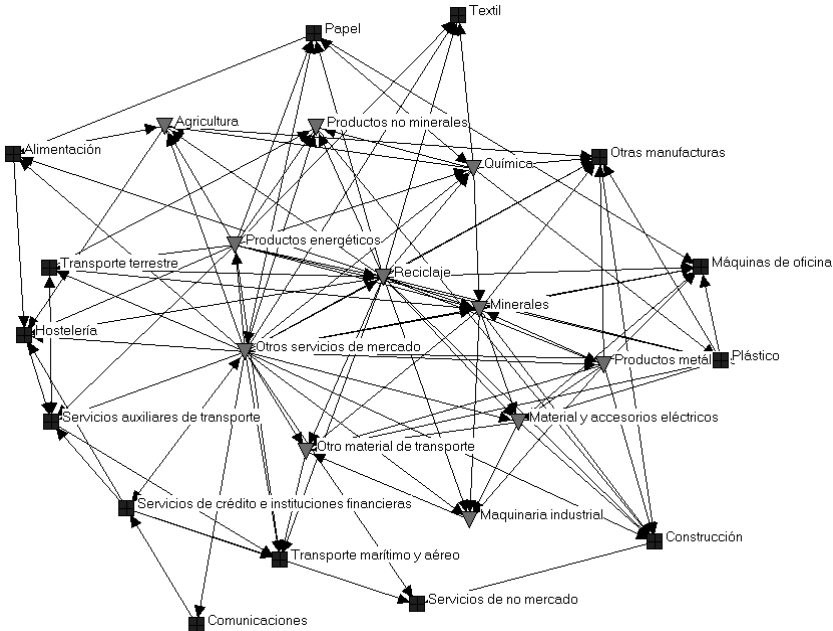 Textil
Papel
Agricultura
Productos no minerales
Alimentación
Otras manufacturas
Química
Productos energéticos
Transporte terrestre
Máquinas de oficina
Reciclaje
Minerales
Hostelería
Otros servicios de mercado
Productos metál
Plástico
Servicios auxiliares de transporte
Material y accesorios eléctricos
Otro material de transporte
Servicios de crédito e instituciones financieras
Maquinaria industrial
Construcción
Transporte marítimo y aéreo
Servicios de no mercado
Comunicaciones